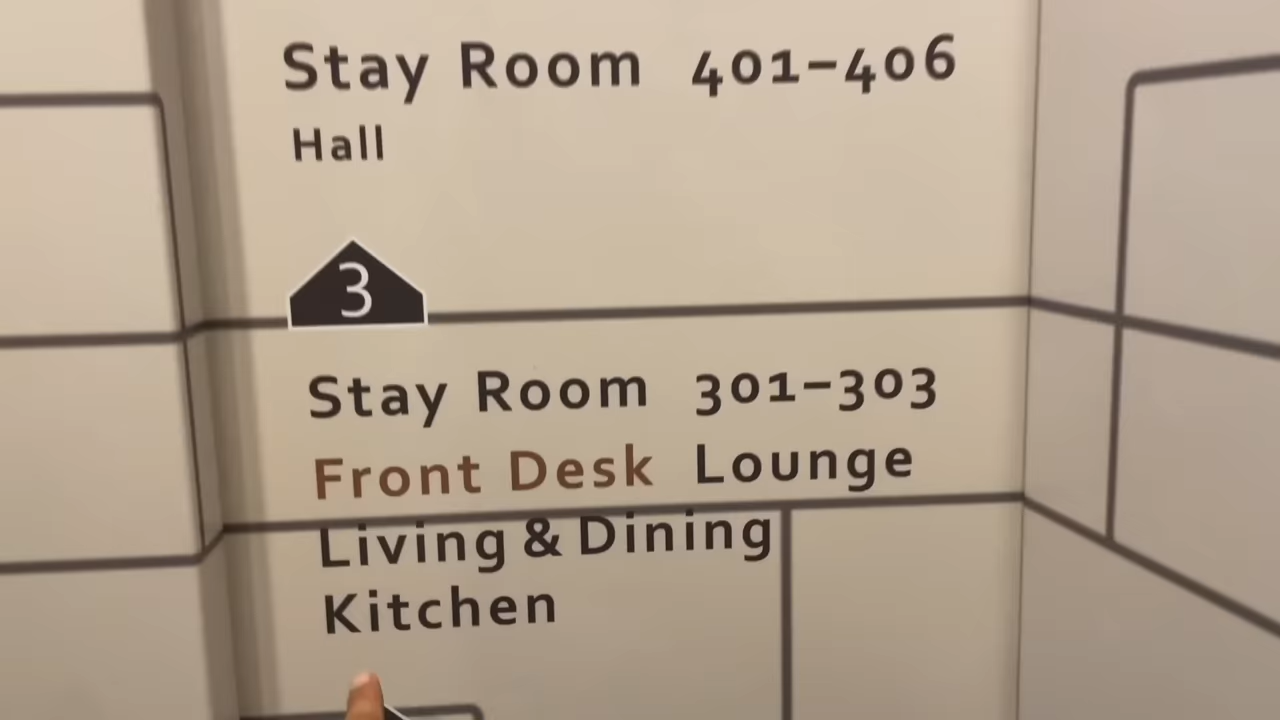 Stay Room 401-406
Hall
3
Stay Room 301-303
Front Desk Lounge
Living & Dining
Kitchen